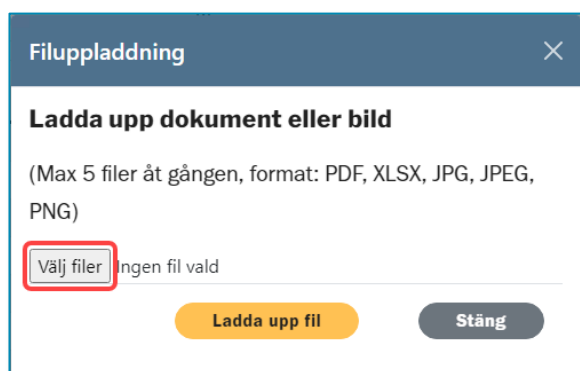 Filuppladdning
Ladda upp dokument eller bild
(Max 5 filer åt gången, format: PDF, XLSX, JPG, JPEG,
PNG)
Välj filer Ingen fil vald
Ladda upp fil Stäng